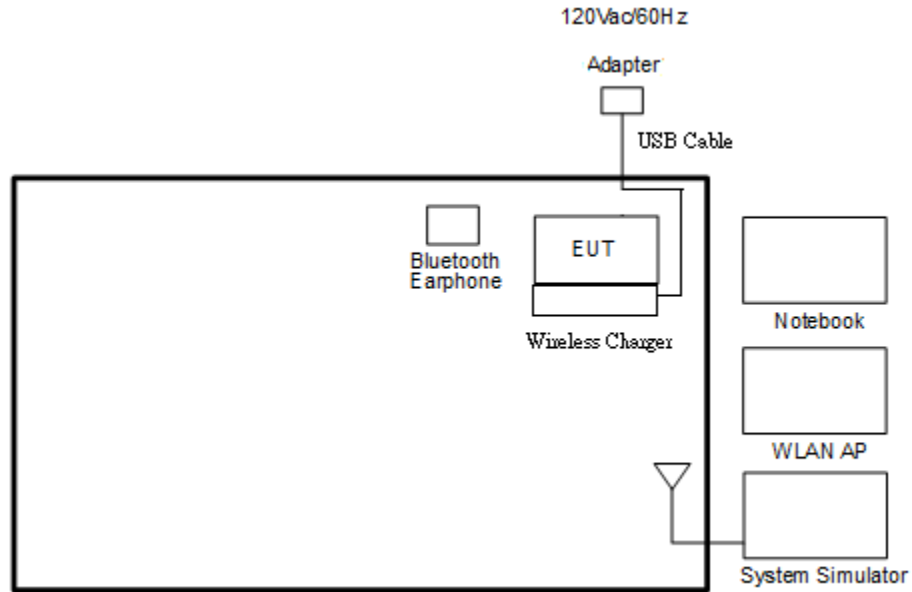 120Vac/60Hz
Adapter
USB Cable
EUT
Bluetooth
Earphone
Wireless Charger
Notebook
WLAN AP
System Simulator